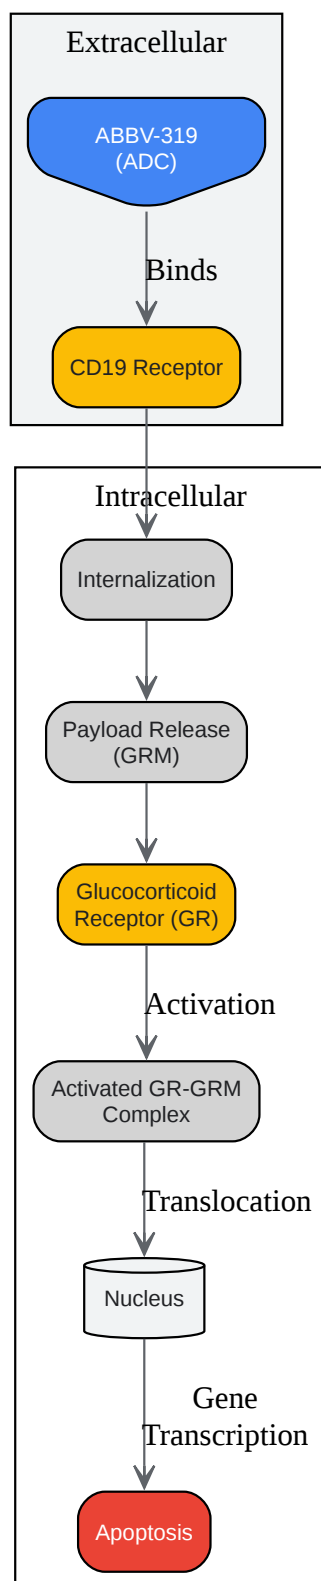 Extracellular
ABBV-319
(ADC)
Binds
CD19 Receptor
Intracellular
Internalization
Payload Release
(GRM)
Glucocorticoid
Receptor (GR)
Activation
Activated GR-GRM
Complex
Translocation
Nucleus
Gene
Transcription
Apoptosis